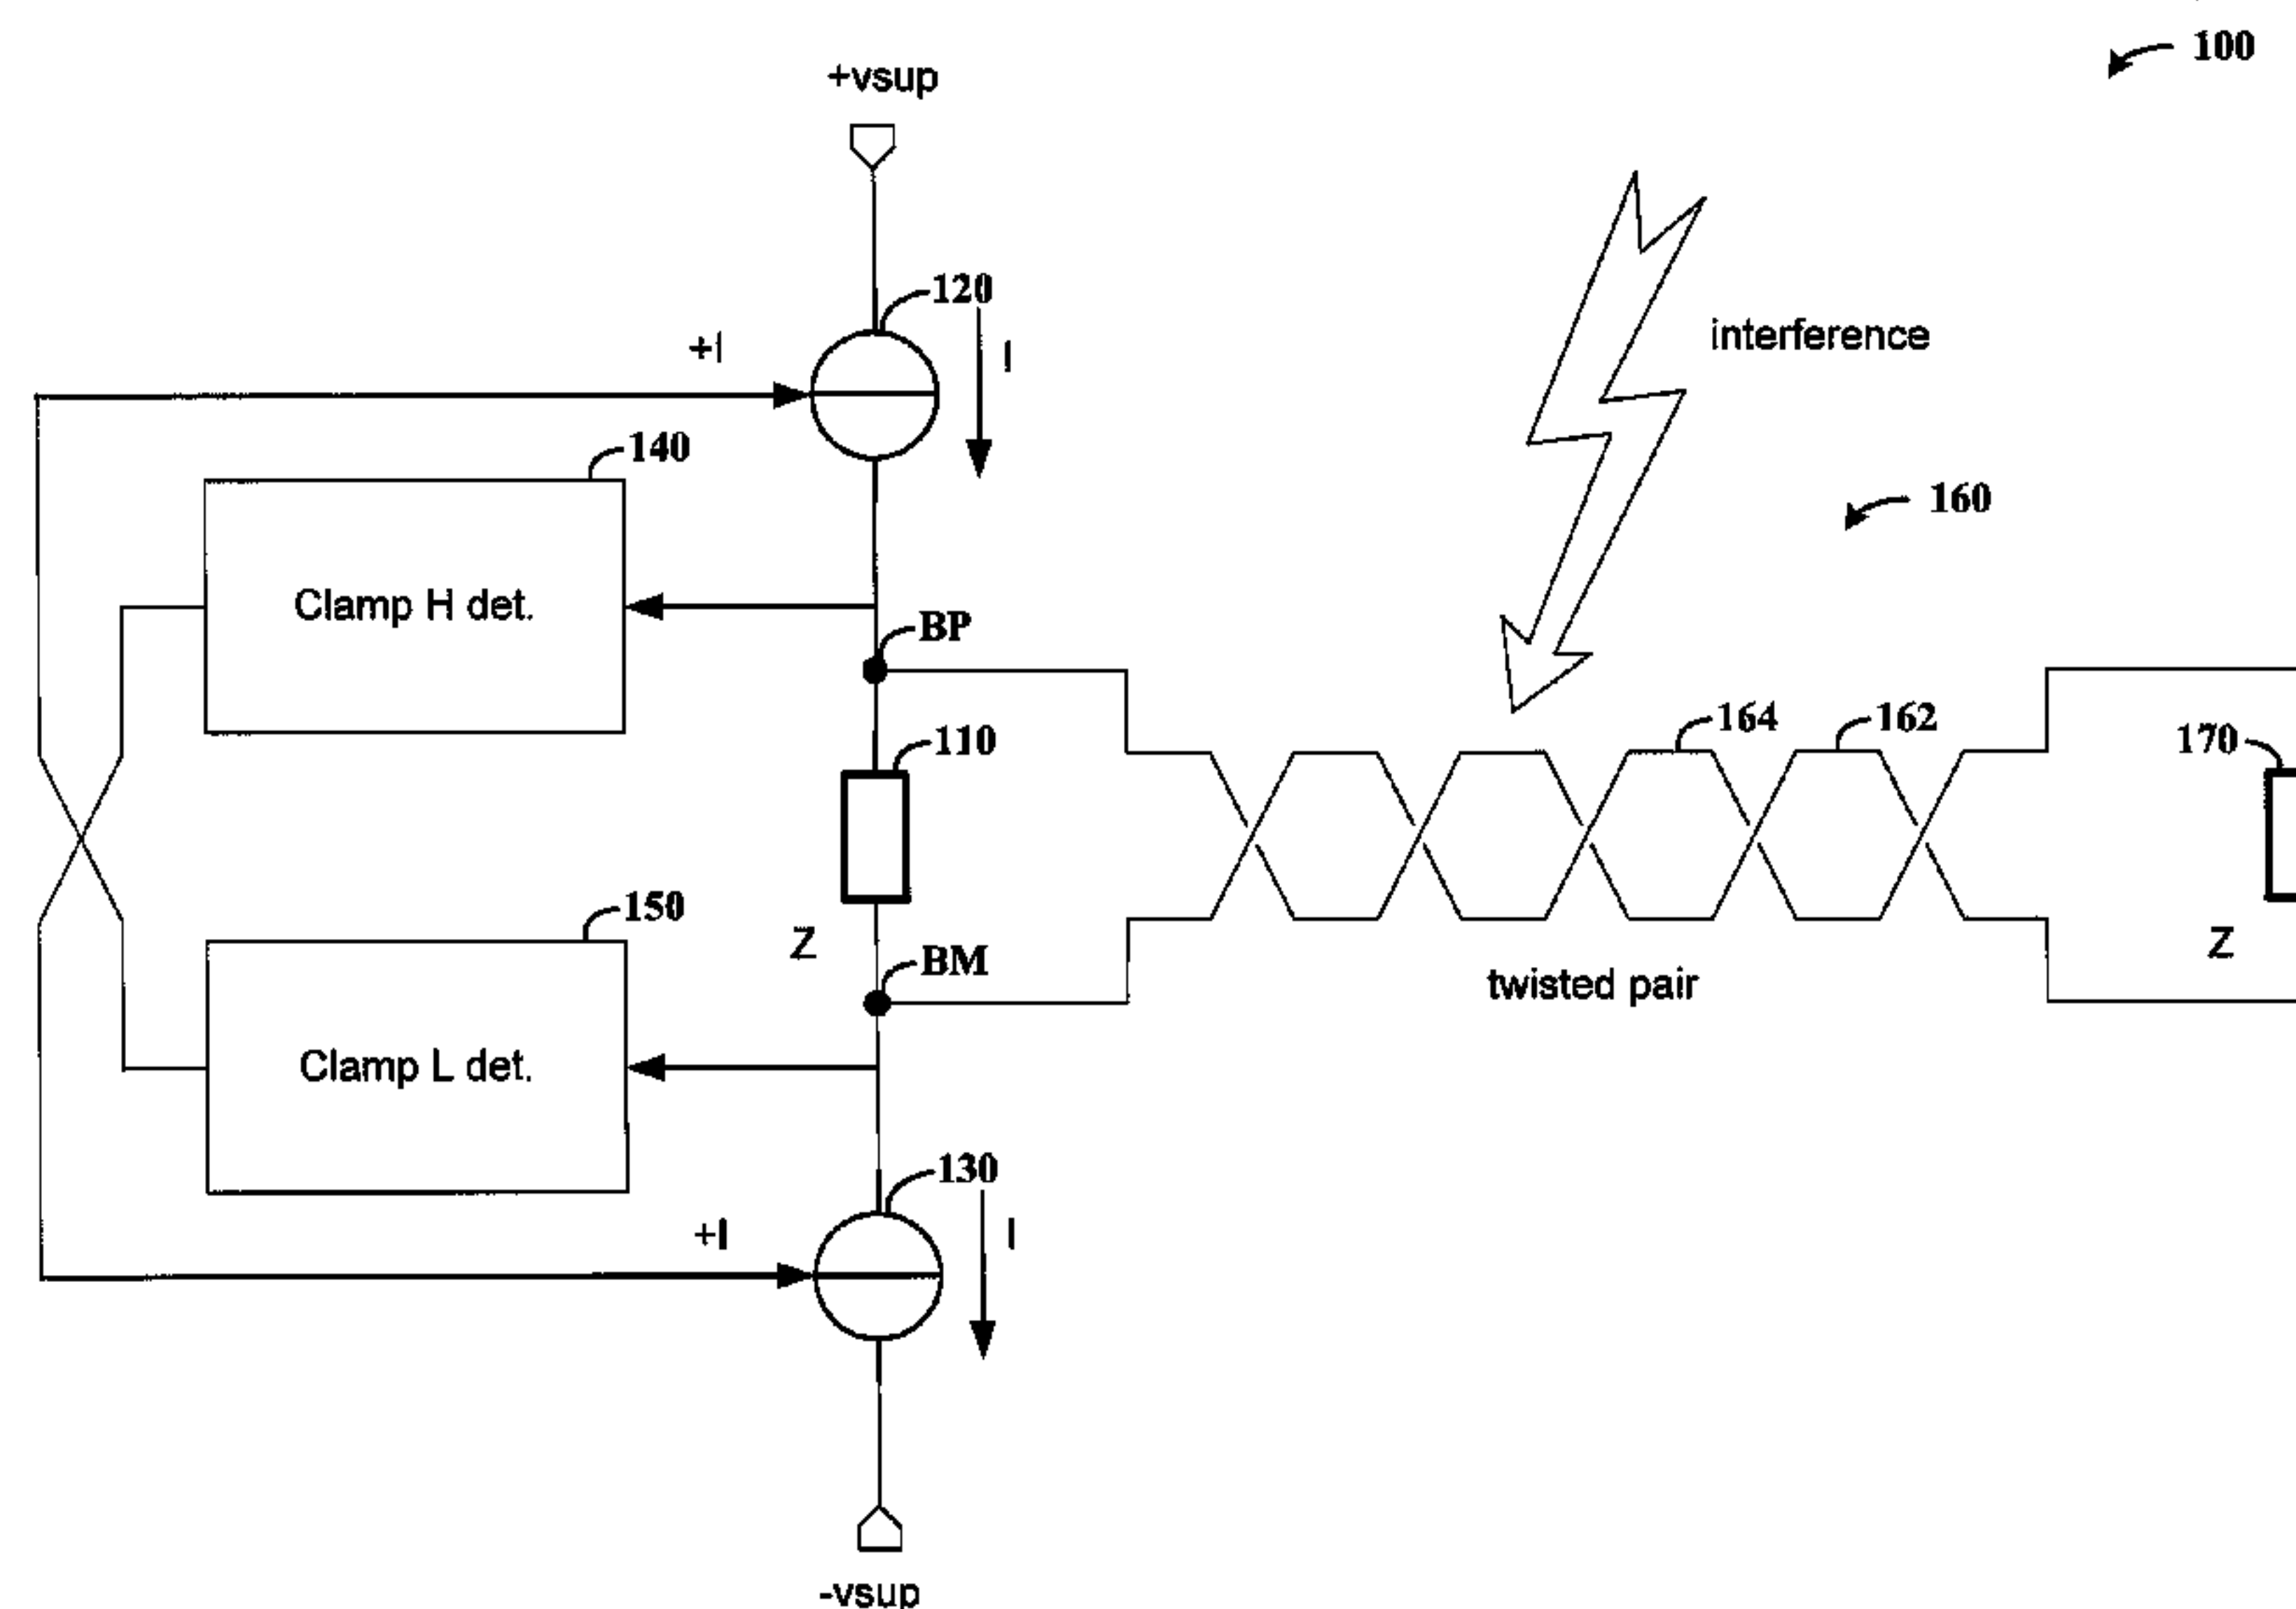 100
+vsup
120
+I
I
interference
140
160
Clamp H det.
BP
164
162
110
170
150
Z
BM
Z
twisted pair
Clamp L det.
130
+I
I
-vsup